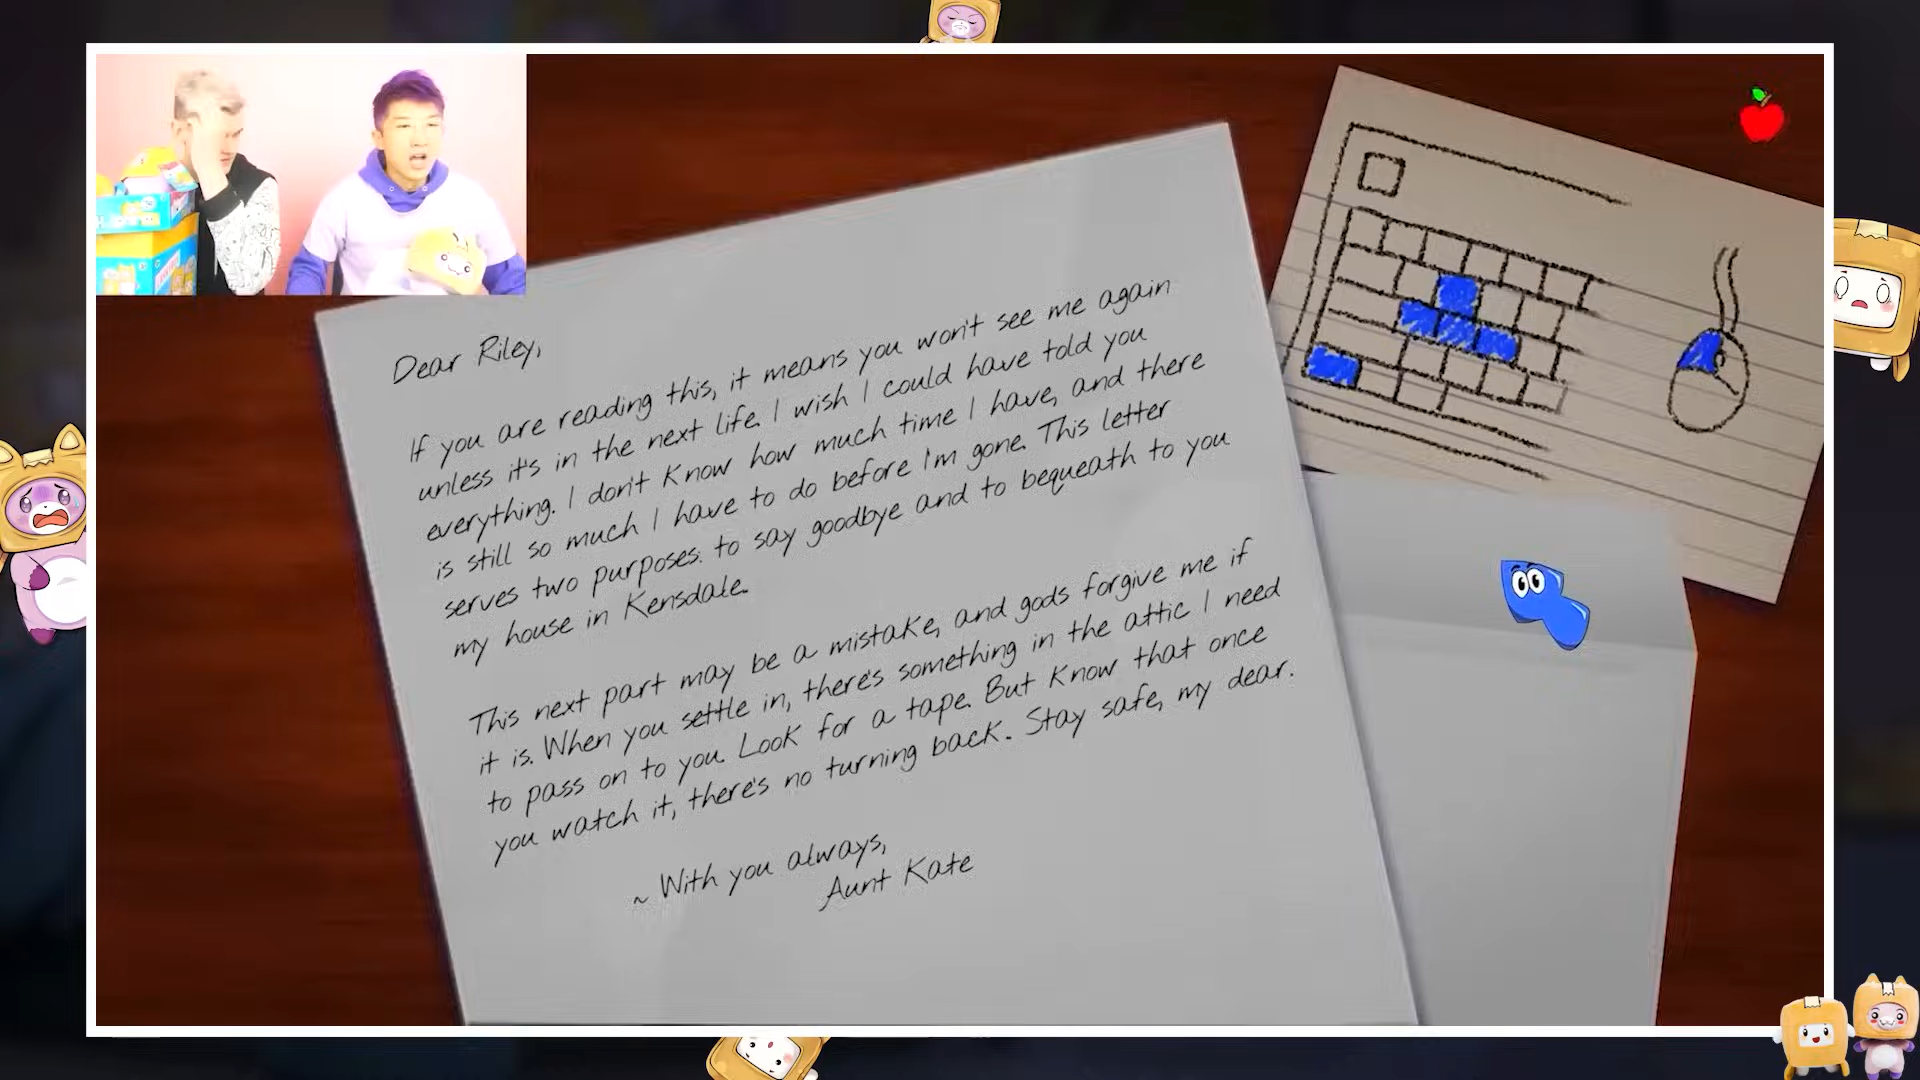 Dear Riley,
If you are reading this, it means you won't see me again
unless it's in the next life. I wish I could have told you
everything. I don't know how much time I have, and there
is still so much I have to do before I'm gone. This letter
serves two purposes: to say goodbye and to bequeath to you
my house in Kensdale.
This next part may be a mistake, and gods forgive me if
it is. When you settle in, there's something in the attic I need
to pass on to you. Look for a tape. But know that once
you watch it, there's no turning back. Stay safe, my dear.
~ With you always,
Aunt Kate